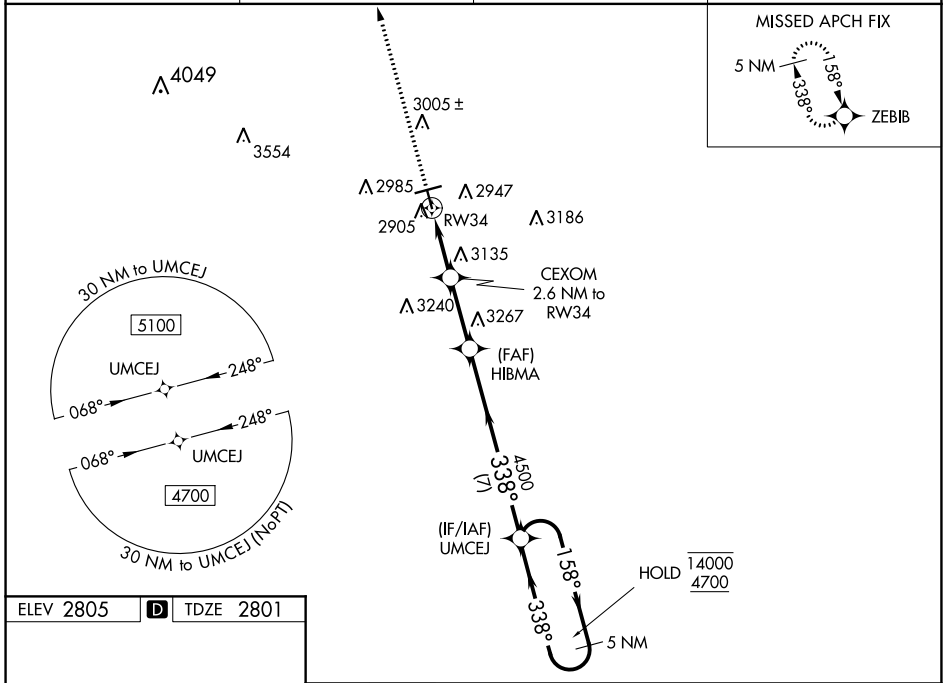 MISSED APCH FIX
5 NM
158°
338°
ZEBIB
4049
3554
3005 ±
2985
2947
2905
RW34
3186
3135
CEXOM
2.6 NM to
RW34
3240
3267
(FAF)
HIBMA
30 NM to UMCEJ
5100
UMCEJ
248°
068°
248°
068°
UMCEJ
4700
30 NM to UMCEJ (NoPT)
4500
338°
(7)
(IF/IAF)
UMCEJ
158°
338°
HOLD
14000
4700
5 NM
ELEV 2805 D TDZE 2801